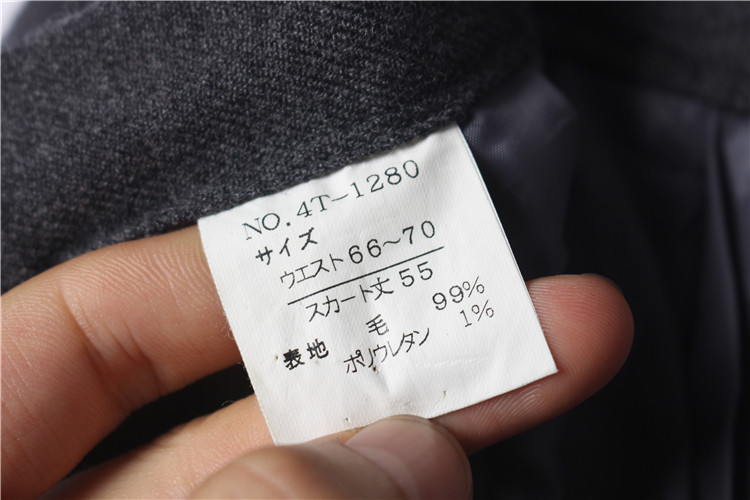 NO.4T-1280
サイズ
ウエスト66~70
スカート丈55
表地 毛 99%
ポリウレタン 1%